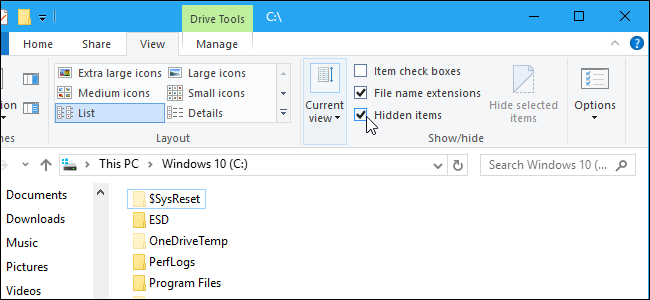 Drive Tools
C:\
Home
Share
View
Manage
Extra large icons
Large icons
Medium icons
Small icons
List
Details
Layout
Current view
Item check boxes
File name extensions
Hidden items
Hide selected items
Show/hide
Options
This PC
Windows 10 (C:)
Search Windows 10 (...
Documents
Downloads
Music
Pictures
Videos
$SysReset
ESD
OneDriveTemp
PerfLogs
Program Files